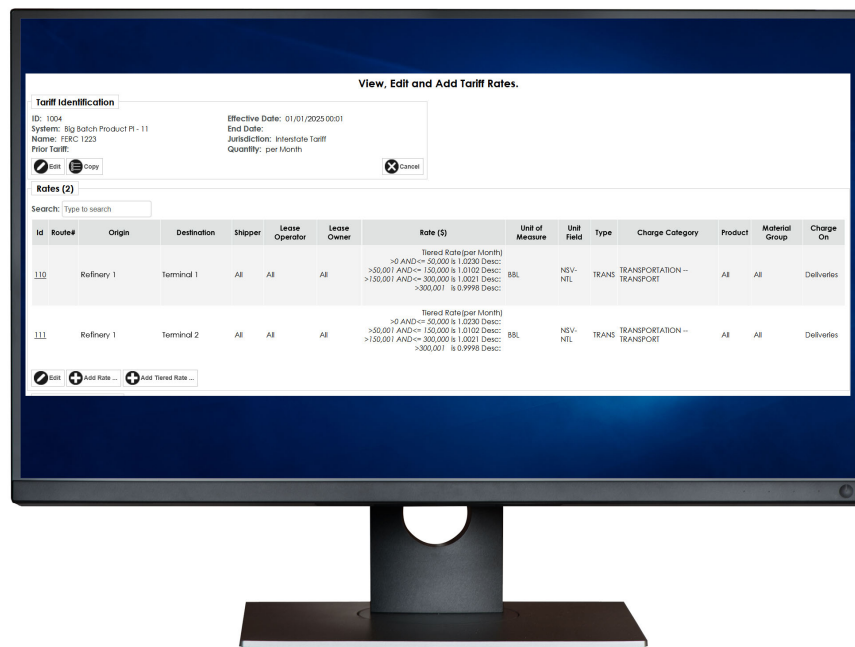 View, Edit and Add Tariff Rates.
Tariff Identification
ID: 1004
System: Big Batch Product Pl - 11
Name: FERC 1223
Prior Tariff:
Effective Date: 01/01/2025 00:01
End Date:
Jurisdiction: Interstate Tariff
Quantity: per Month
Edit Copy Cancel
Rates (2)
Search: Type to search
Id Route# Origin Destination Shipper Lease Operator Lease Owner Rate ($) Unit of Measure Unit Field Type Charge Category Product Material Group Charge On
Tiered Rate(per Month)
>0 AND<= 50,000 is 1.0230 Desc:
>50,001 AND<= 150,000 is 1.0102 Desc:
110 Refinery 1 Terminal 1 All All All >150,001 AND<= 300,000 is 1.0021 Desc: BBL NSV-NTL TRANS TRANSPORTATION -- TRANSPORT All All Deliveries
>300,001 is 0.9998 Desc:
Tiered Rate(per Month)
>0 AND<= 50,000 is 1.0230 Desc:
>50,001 AND<= 150,000 is 1.0102 Desc:
111 Refinery 1 Terminal 2 All All All >150,001 AND<= 300,000 is 1.0021 Desc: BBL NSV-NTL TRANS TRANSPORTATION -- TRANSPORT All All Deliveries
>300,001 is 0.9998 Desc:
Edit Add Rate ... Add Tiered Rate ...